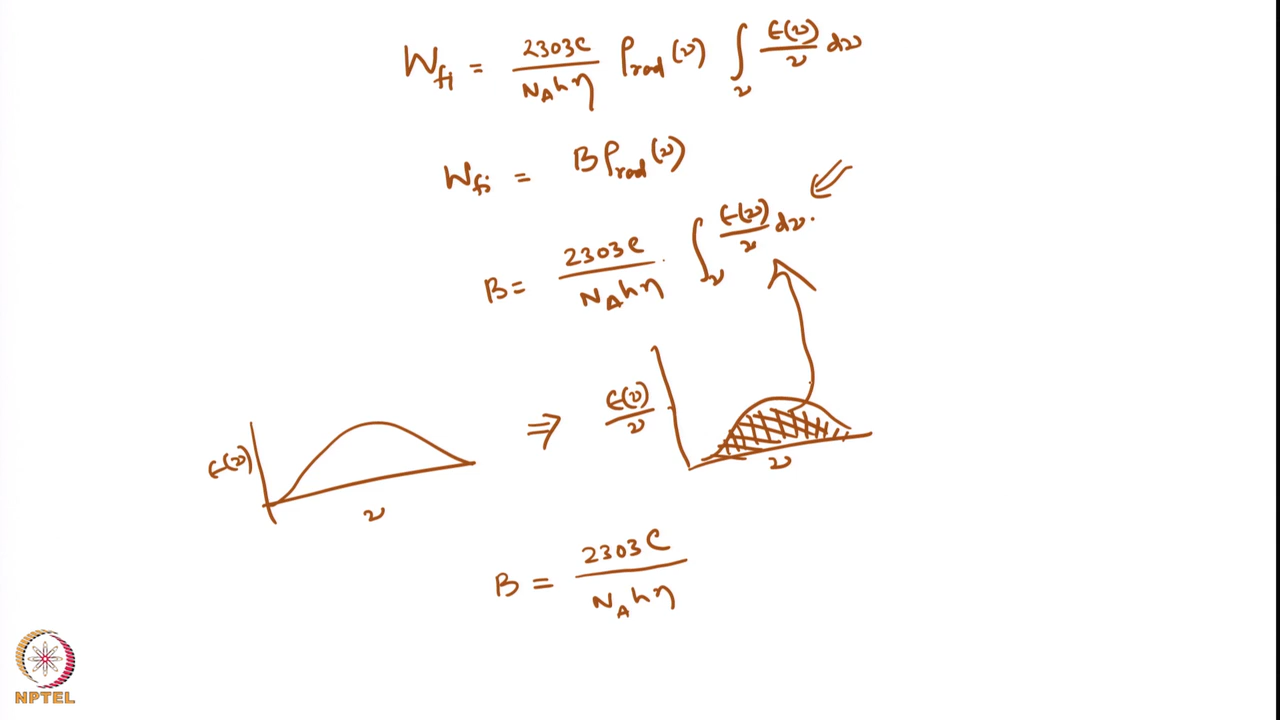 W_fi = 2303c / N_A h η ρ_rad(ν) ∫_ν ϵ(ν)/ν dν
W_fi = B ρ_rad(ν)
B = 2303c / N_A h η . ∫_ν ϵ(ν)/ν dν.
ϵ(ν) ν ⇒ ϵ(ν)/ν ν
B = 2303c / N_A h η
NPTEL